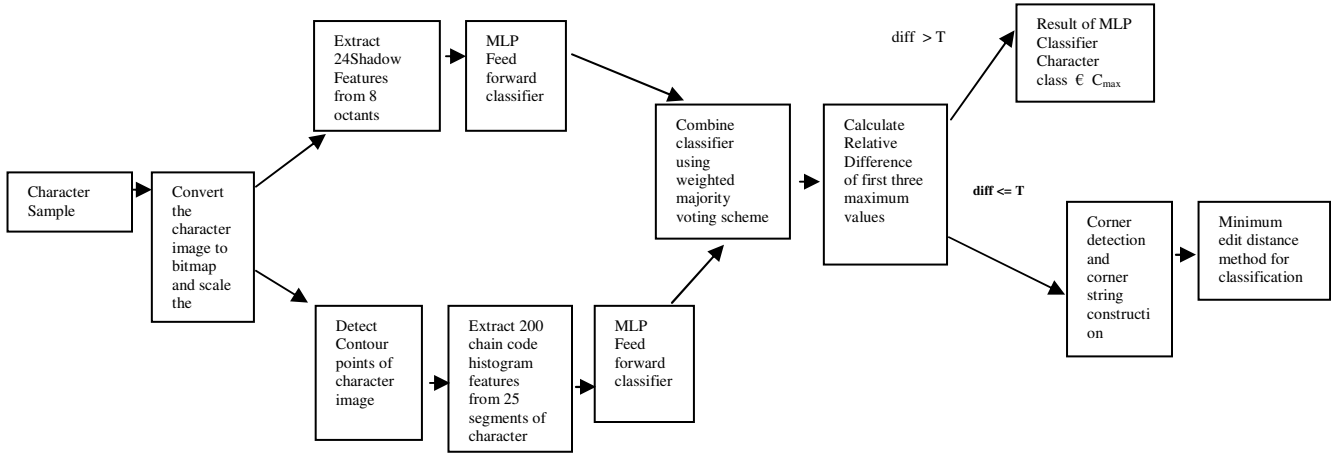 Character
Sample
Convert
the
character
image to
bitmap
and scale
the
Extract
24Shadow
Features
from 8
octants
MLP
Feed
forward
classifier
Detect
Contour
points of
character
image
Extract 200
chain code
histogram
features
from 25
segments of
character
MLP
Feed
forward
classifier
Combine
classifier
using
weighted
majority
voting scheme
Calculate
Relative
Difference
of first three
maximum
values
diff > T
Result of MLP
Classifier
Character
class € Cmax
diff <= T
Corner
detection
and
corner
string
constructi
on
Minimum
edit distance
method for
classification